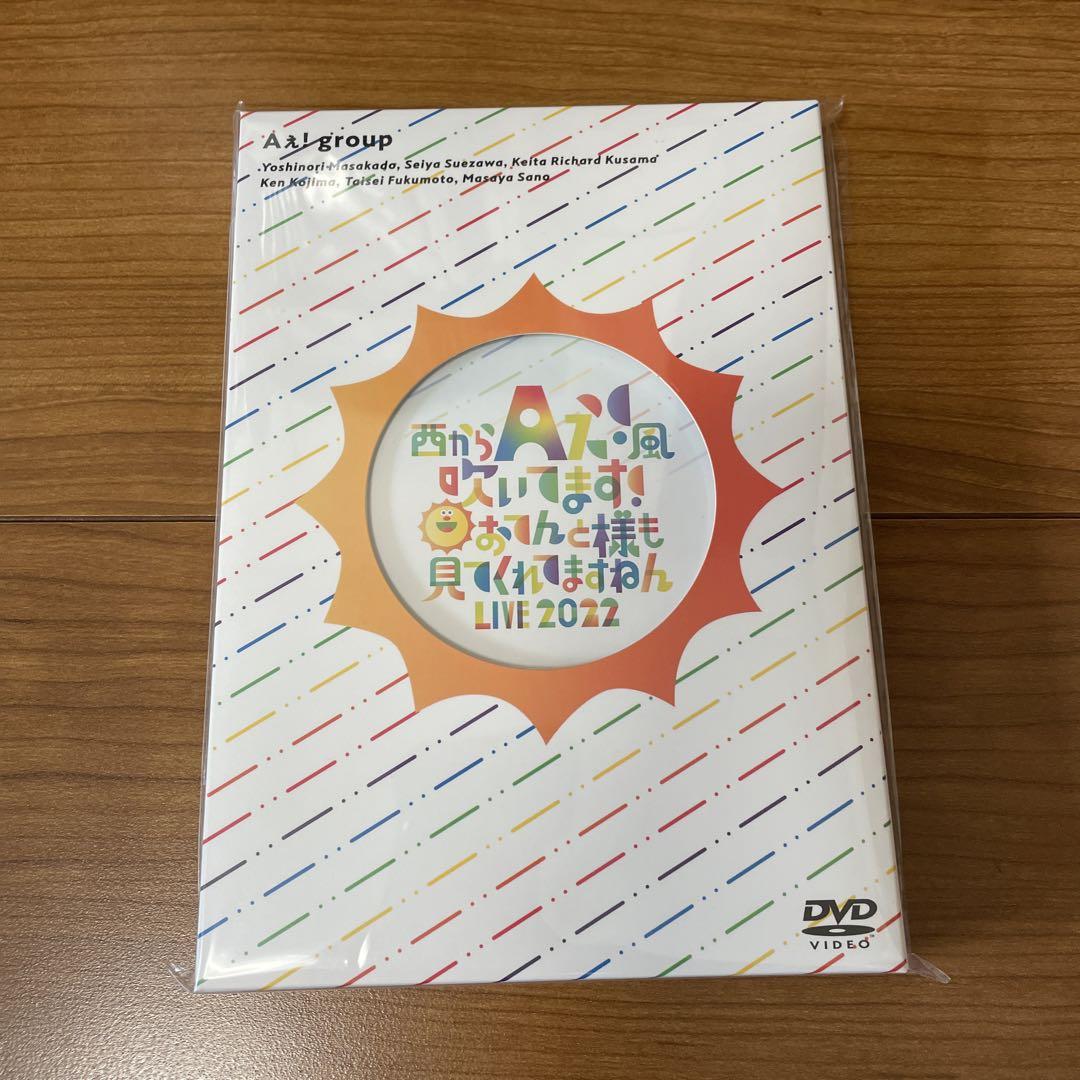 Aぇ! group
Yoshinori Masakado, Seiya Suezawa, Keita Richard Kusama
Ken Kojima, Taisei Fukumoto, Masaya Sano
西からAぇ風
吹いてます!
おてんと様も
見てくれてますねん
LIVE 2022
DVD
VIDEO™